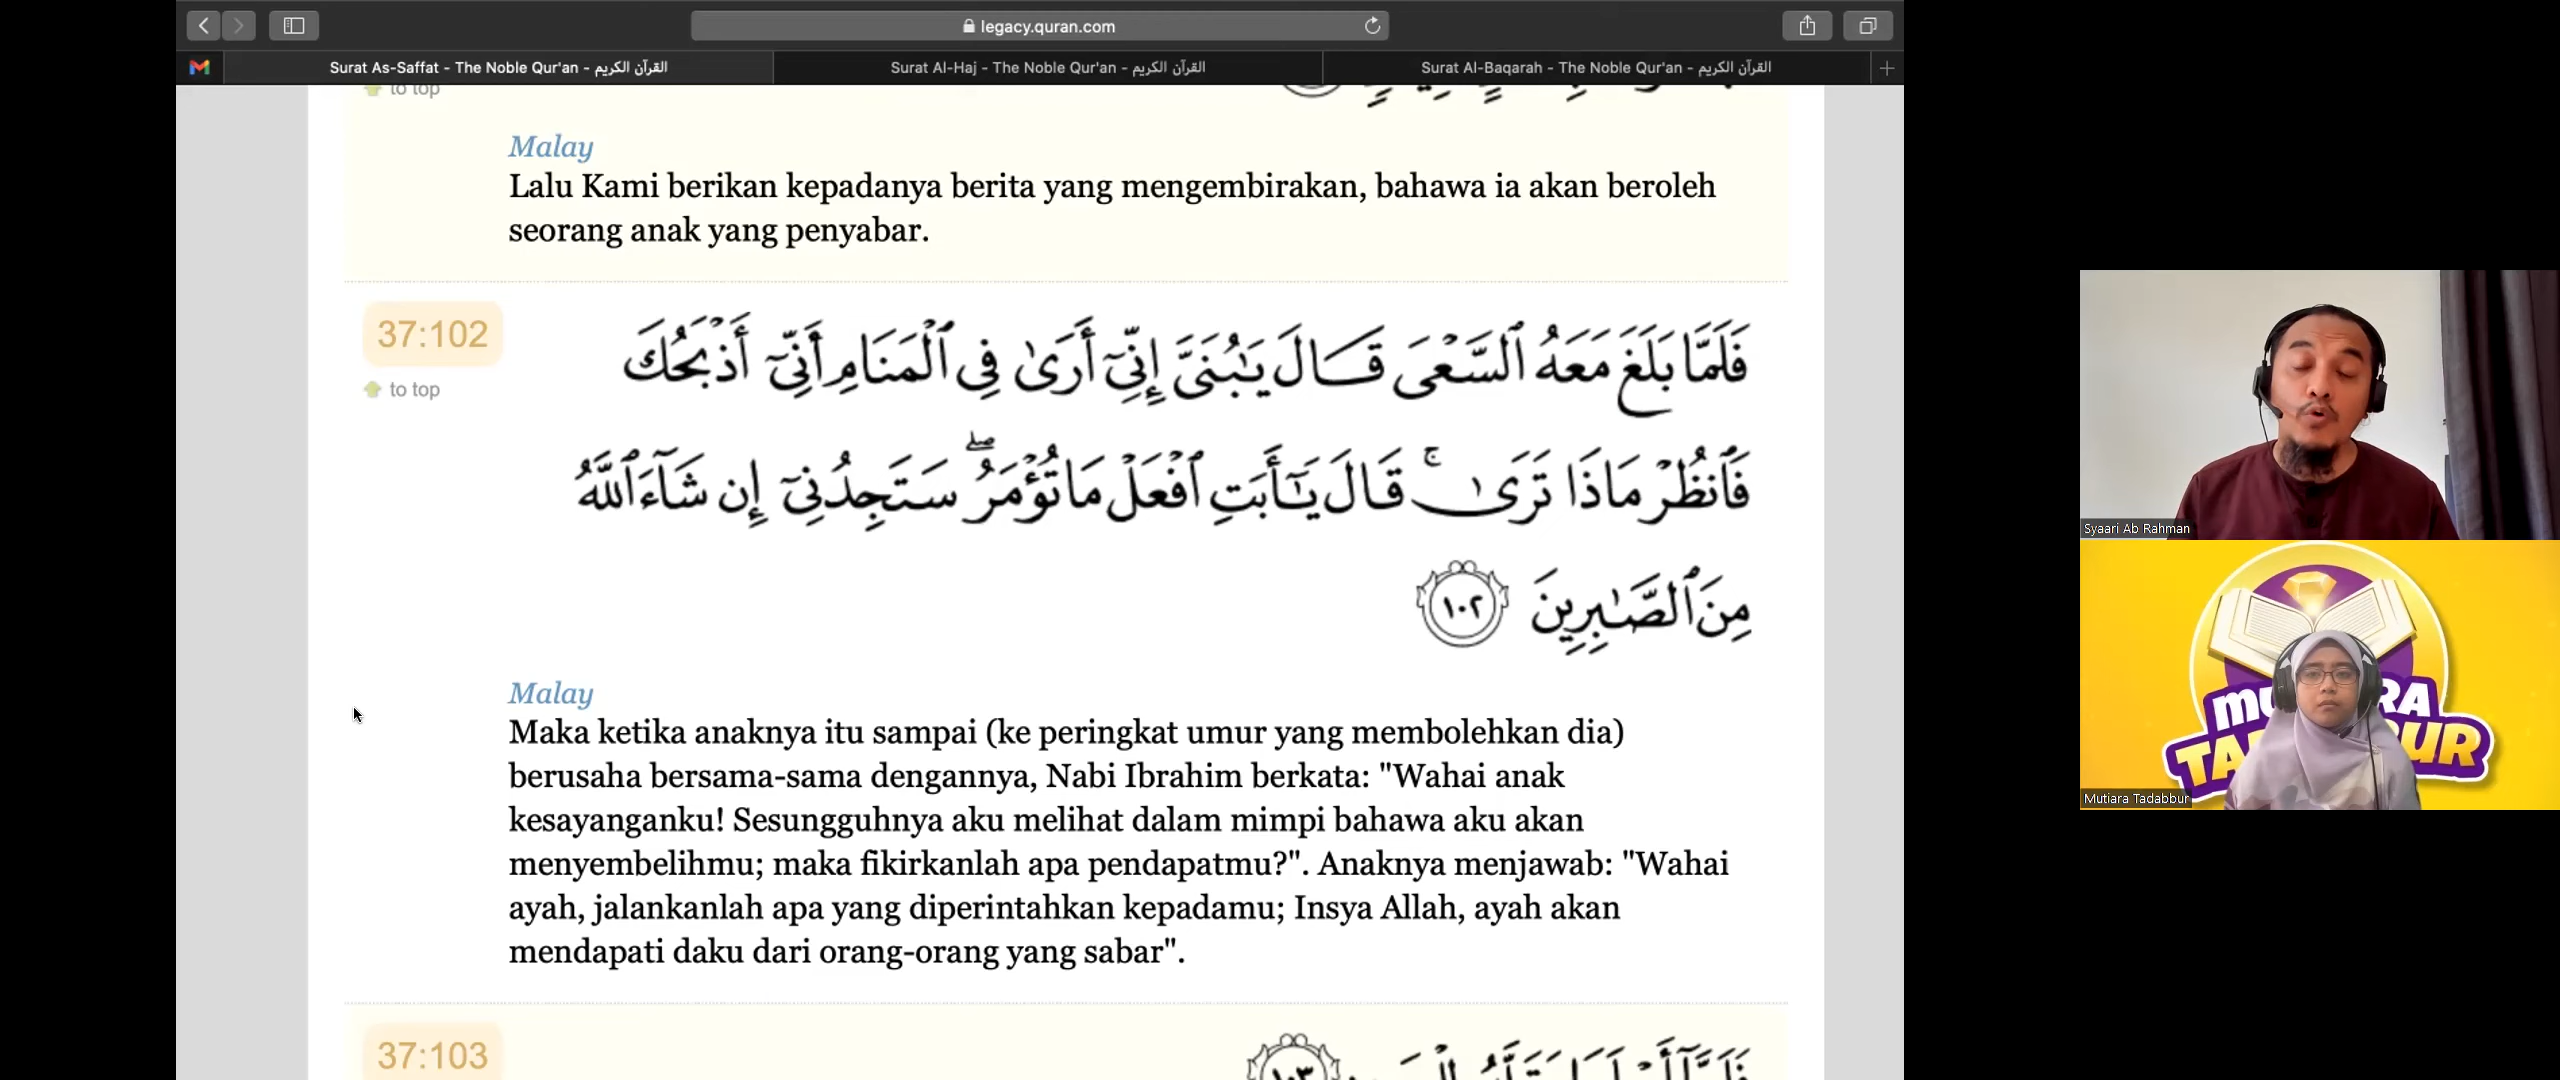 legacy.quran.com
Surat As-Saffat - The Noble Qur'an - القرآن الكريم
Surat Al-Haj - The Noble Qur'an - القرآن الكريم
Surat Al-Baqarah - The Noble Qur'an - القرآن الكريم
to top
Malay
Lalu Kami berikan kepadanya berita yang mengembirakan, bahawa ia akan beroleh
seorang anak yang penyabar.
37:102
to top
فَلَمَّا بَلَغَ مَعَهُ ٱلسَّعْىَ قَالَ يَـٰبُنَىَّ إِنِّىٓ أَرَىٰ فِى ٱلْمَنَامِ أَنِّىٓ أَذْبَحُكَ
فَٱنظُرْ مَاذَا تَرَىٰ ۚ قَالَ يَـٰٓأَبَتِ ٱفْعَلْ مَا تُؤْمَرُ ۖ سَتَجِدُنِىٓ إِن شَآءَ ٱللَّهُ
مِنَ ٱلصَّـٰبِرِينَ ١٠٢
Malay
Maka ketika anaknya itu sampai (ke peringkat umur yang membolehkan dia)
berusaha bersama-sama dengannya, Nabi Ibrahim berkata: "Wahai anak
kesayanganku! Sesungguhnya aku melihat dalam mimpi bahawa aku akan
menyembelihmu; maka fikirkanlah apa pendapatmu?". Anaknya menjawab: "Wahai
ayah, jalankanlah apa yang diperintahkan kepadamu; Insya Allah, ayah akan
mendapati daku dari orang-orang yang sabar".
37:103
Syaari Ab Rahman
Mutiara Tadabbur